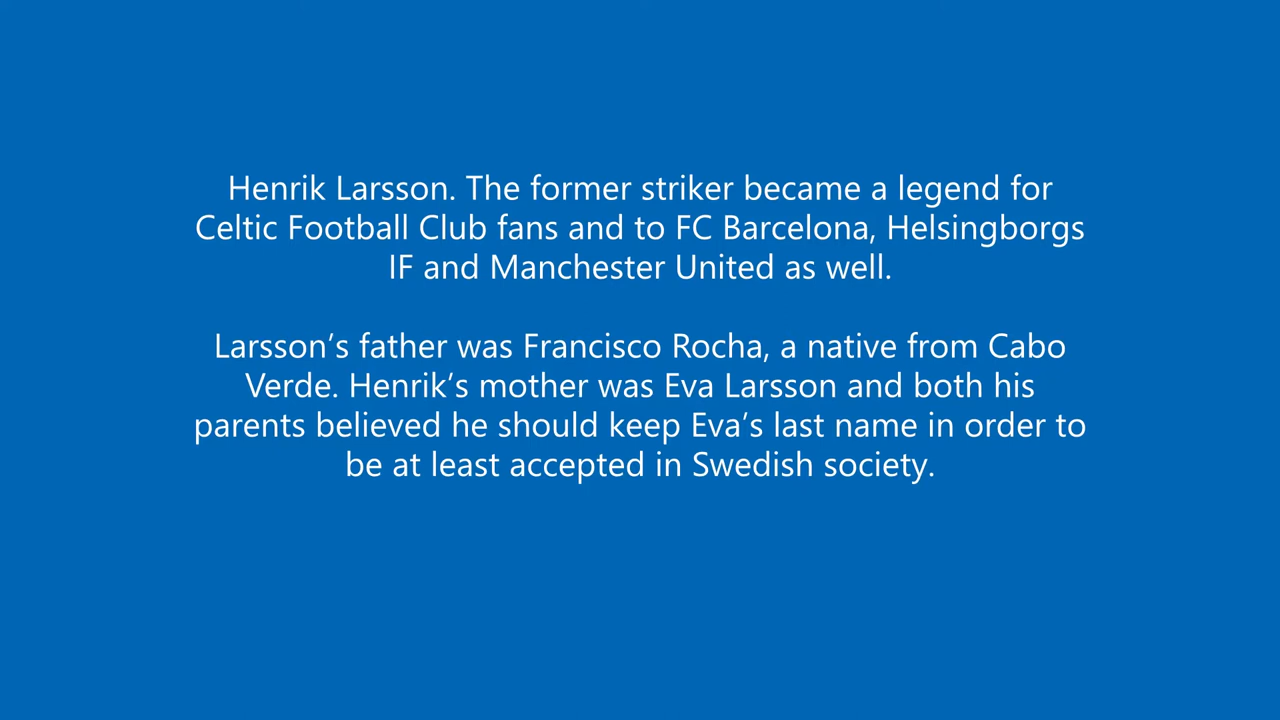 Henrik Larsson. The former striker became a legend for
Celtic Football Club fans and to FC Barcelona, Helsingborgs
IF and Manchester United as well.
Larsson’s father was Francisco Rocha, a native from Cabo
Verde. Henrik’s mother was Eva Larsson and both his
parents believed he should keep Eva’s last name in order to
be at least accepted in Swedish society.